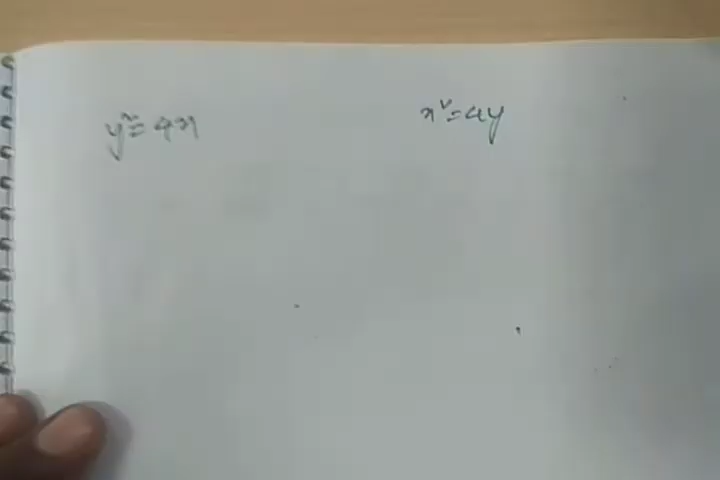 y² = 4x
x² = 4y